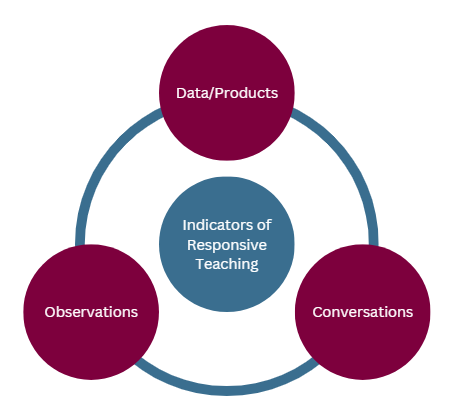 Data/Products
Indicators of
Responsive
Teaching
Observations
Conversations